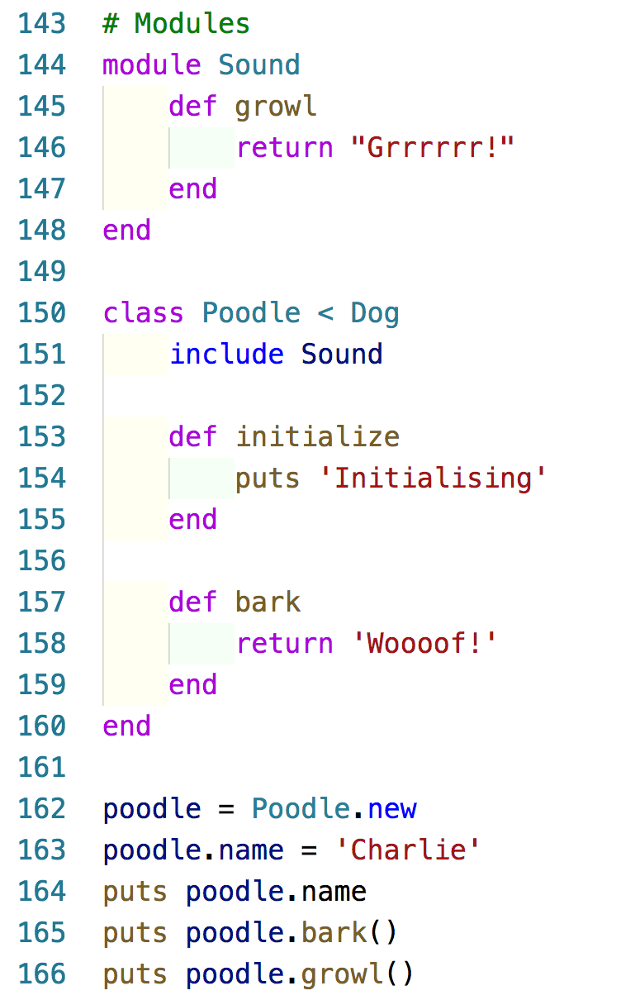 143 # Modules
144 module Sound
145     def growl
146         return "Grrrrrr!"
147     end
148 end
149
150 class Poodle < Dog
151     include Sound
152
153     def initialize
154         puts 'Initialising'
155     end
156
157     def bark
158         return 'Woooof!'
159     end
160 end
161
162 poodle = Poodle.new
163 poodle.name = 'Charlie'
164 puts poodle.name
165 puts poodle.bark()
166 puts poodle.growl()